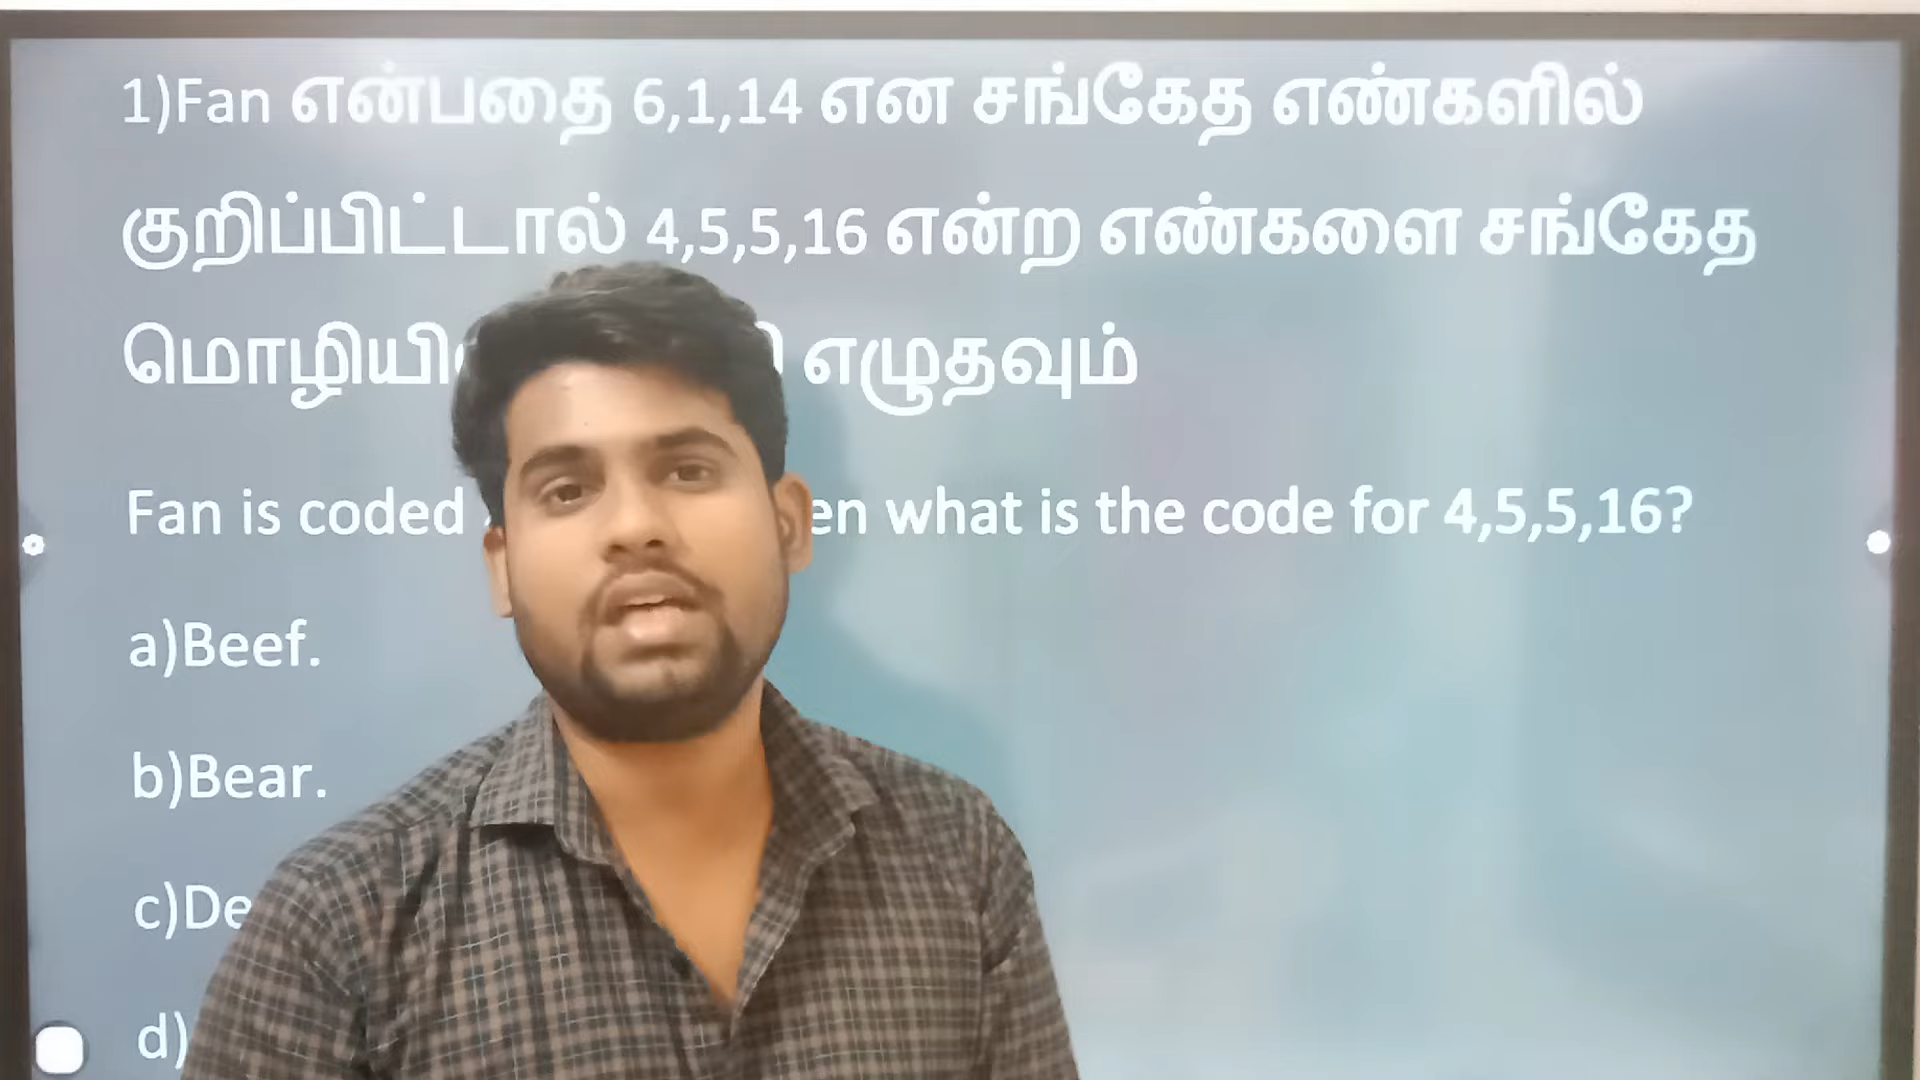 1)Fan என்பதை 6,1,14 என சங்கேத எண்களில்
குறிப்பிட்டால் 4,5,5,16 என்ற எண்களை சங்கேத
எழுதவும்
Fan is coded what is the code for 4,5,5,16?
a)Beef.
b)Bear.
c)De
d)